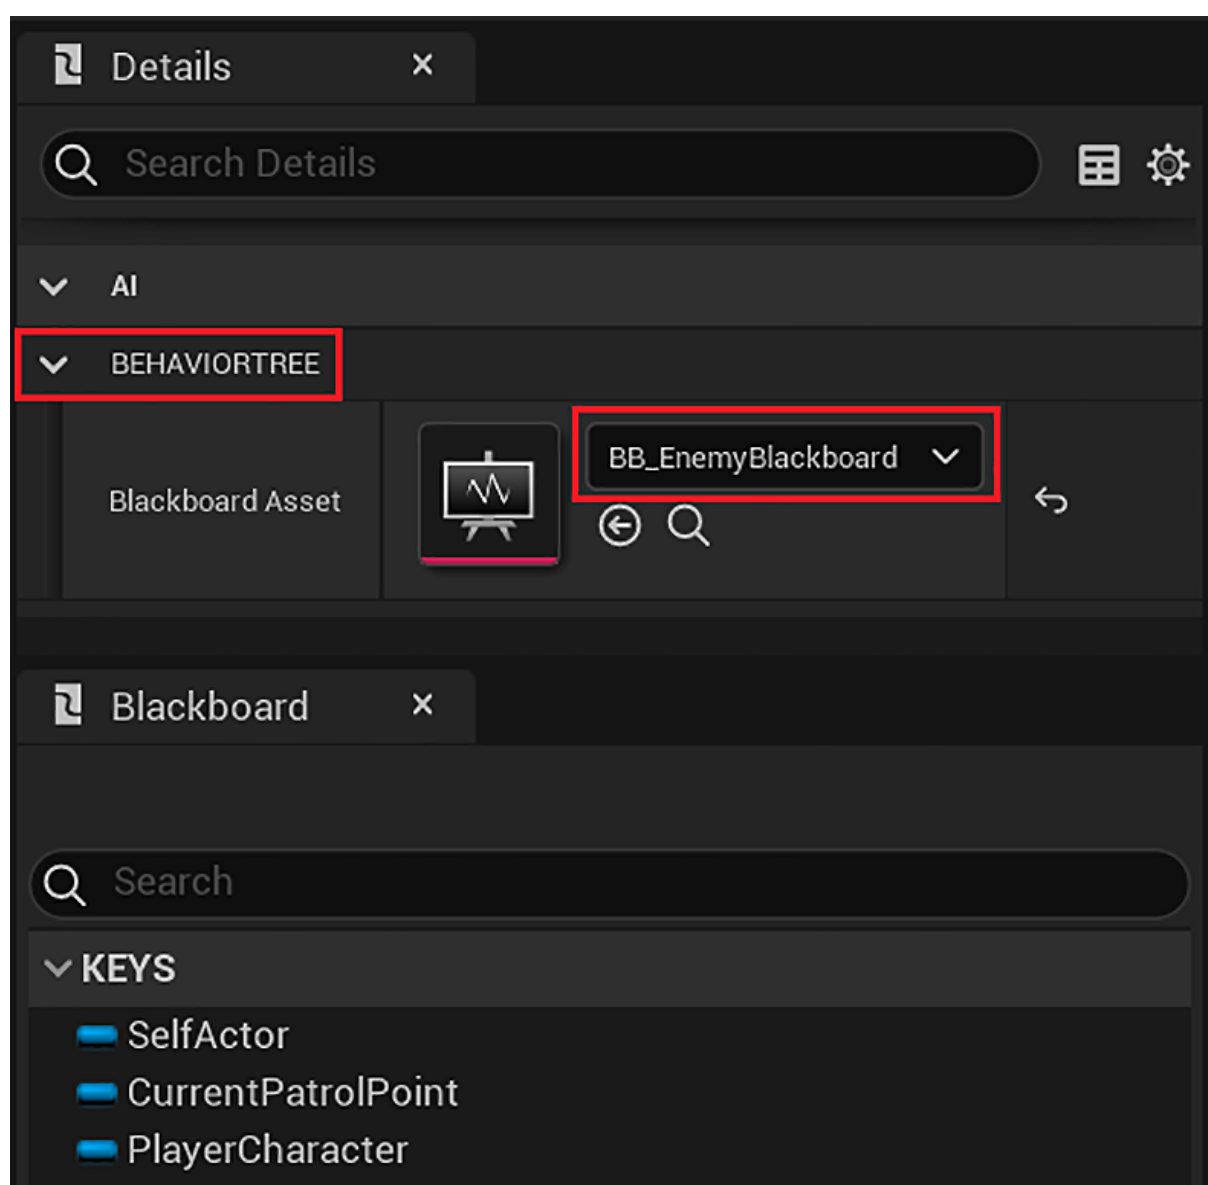 Details
Search Details
AI
BEHAVIORTREE
Blackboard Asset
BB_EnemyBlackboard
Blackboard
Search
KEYS
SelfActor
CurrentPatrolPoint
PlayerCharacter